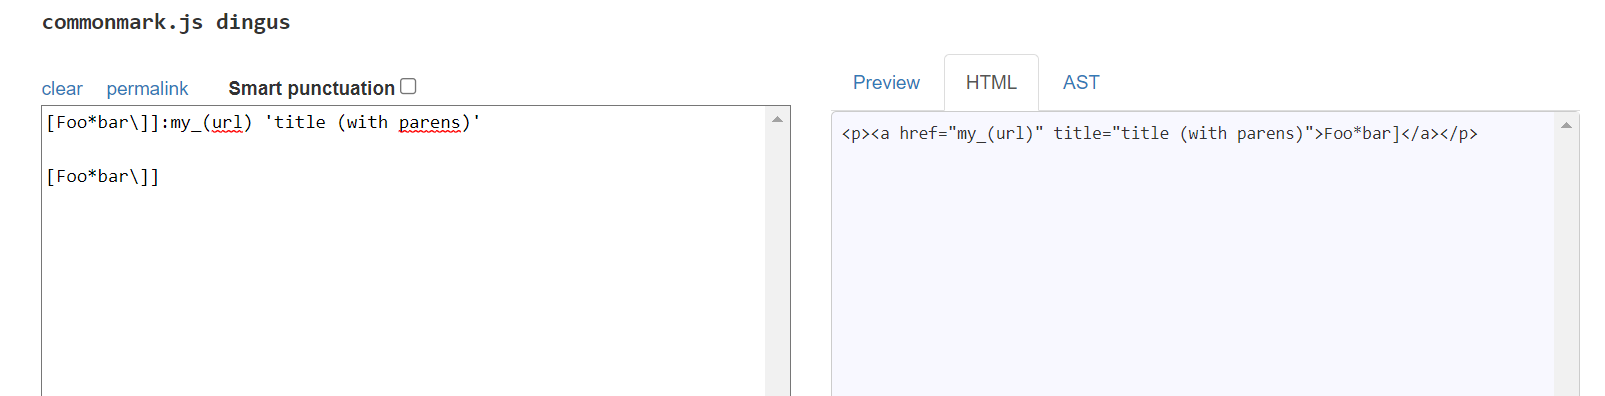 commonmark.js dingus
clear permalink Smart punctuation
Preview HTML AST
[Foo*bar\]]:my_(url) 'title (with parens)'
[Foo*bar\]]
<p><a href="my_(url)" title="title (with parens)">Foo*bar]</a></p>